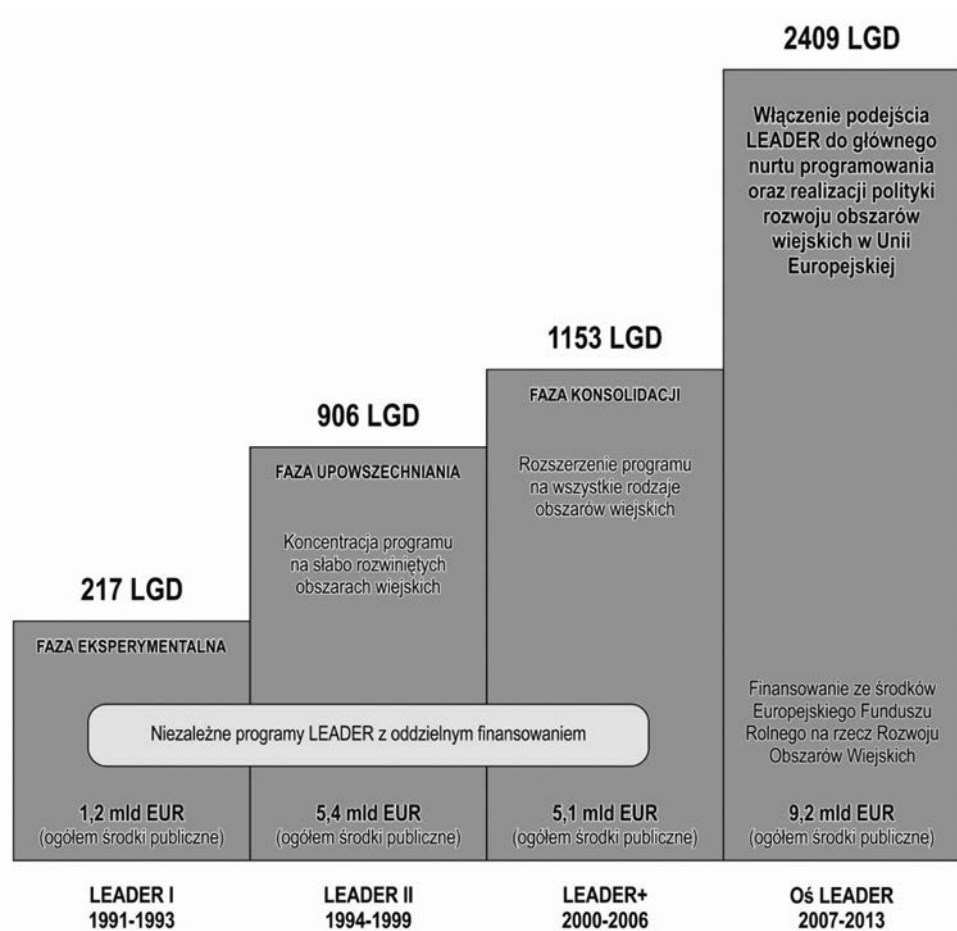 2409 LGD
Włączenie podejścia
LEADER do głównego
nurtu programowania
oraz realizacji polityki
rozwoju obszarów
wiejskich w Unii
Europejskiej
1153 LGD
FAZA KONSOLIDACJI
906 LGD
FAZA UPOWSZECHNIANIA
Rozszerzenie programu
na wszystkie rodzaje
obszarów wiejskich
Koncentracja programu
na słabo rozwiniętych
obszarach wiejskich
217 LGD
FAZA EKSPERYMENTALNA
Finansowanie ze środków
Europejskiego Funduszu
Rolnego na rzecz Rozwoju
Obszarów Wiejskich
Niezależne programy LEADER z oddzielnym finansowaniem
1,2 mld EUR
(ogółem środki publiczne)
5,4 mld EUR
(ogółem środki publiczne)
5,1 mld EUR
(ogółem środki publiczne)
9,2 mld EUR
(ogółem środki publiczne)
LEADER I
1991-1993
LEADER II
1994-1999
LEADER+
2000-2006
Oś LEADER
2007-2013